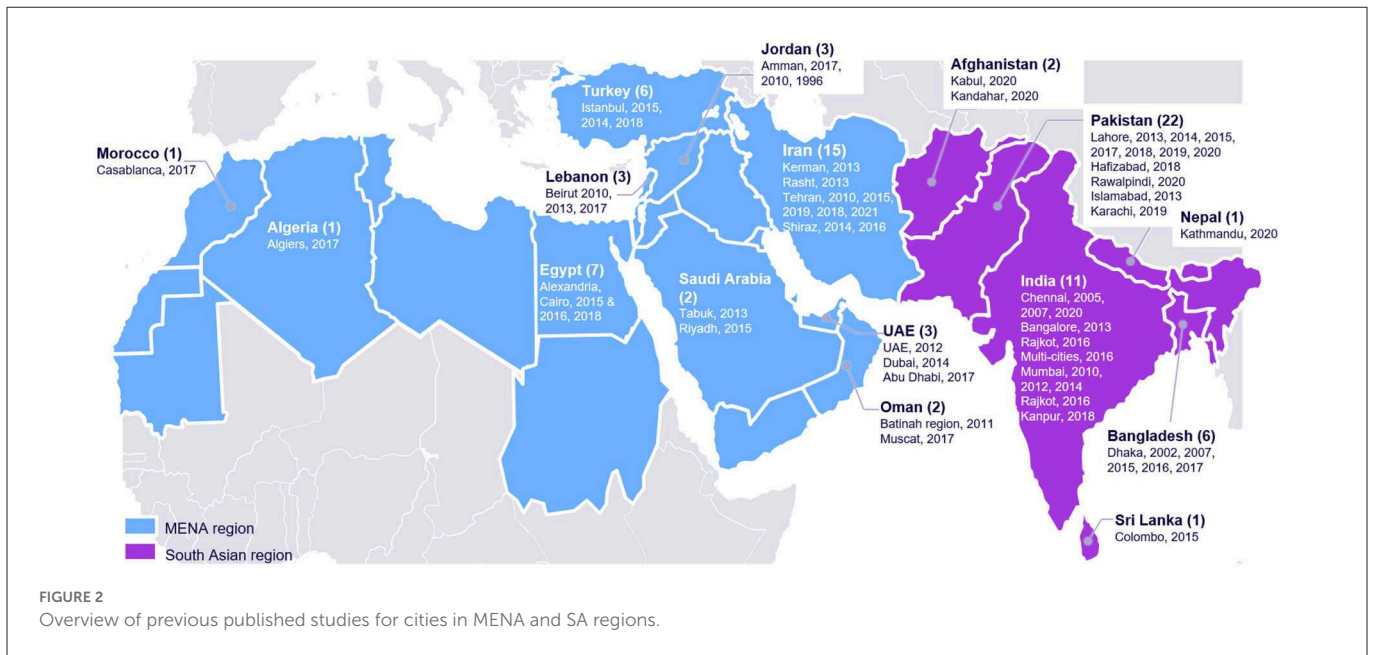 Jordan (3)
Amman, 2017,
2010, 1996
Afghanistan (2)
Kabul, 2020
Kandahar, 2020
Turkey (6)
Istanbul, 2015,
2014, 2018
Pakistan (22)
Lahore, 2013, 2014, 2015,
2017, 2018, 2019, 2020
Hafizabad, 2018
Rawalpindi, 2020
Islamabad, 2013
Karachi, 2019
Morocco (1)
Casablanca, 2017
Iran (15)
Kerman, 2013
Rasht, 2013
Tehran, 2010, 2015,
2019, 2018, 2021
Shiraz, 2014, 2016
Lebanon (3)
Beirut 2010,
2013, 2017
Nepal (1)
Kathmandu, 2020
Algeria (1)
Algiers, 2017
Egypt (7)
Alexandria,
Cairo, 2015 &
2016, 2018
Saudi Arabia
(2)
Tabuk, 2013
Riyadh, 2015
India (11)
Chennai, 2005,
2007, 2020
Bangalore, 2013
Rajkot, 2016
Multi-cities, 2016
Mumbai, 2010,
2012, 2014
Rajkot, 2016
Kanpur, 2018
UAE (3)
UAE, 2012
Dubai, 2014
Abu Dhabi, 2017
Oman (2)
Batinah region, 2011
Muscat, 2017
Bangladesh (6)
Dhaka, 2002, 2007,
2015, 2016, 2017
Sri Lanka (1)
Colombo, 2015
MENA region
South Asian region
FIGURE 2
Overview of previous published studies for cities in MENA and SA regions.